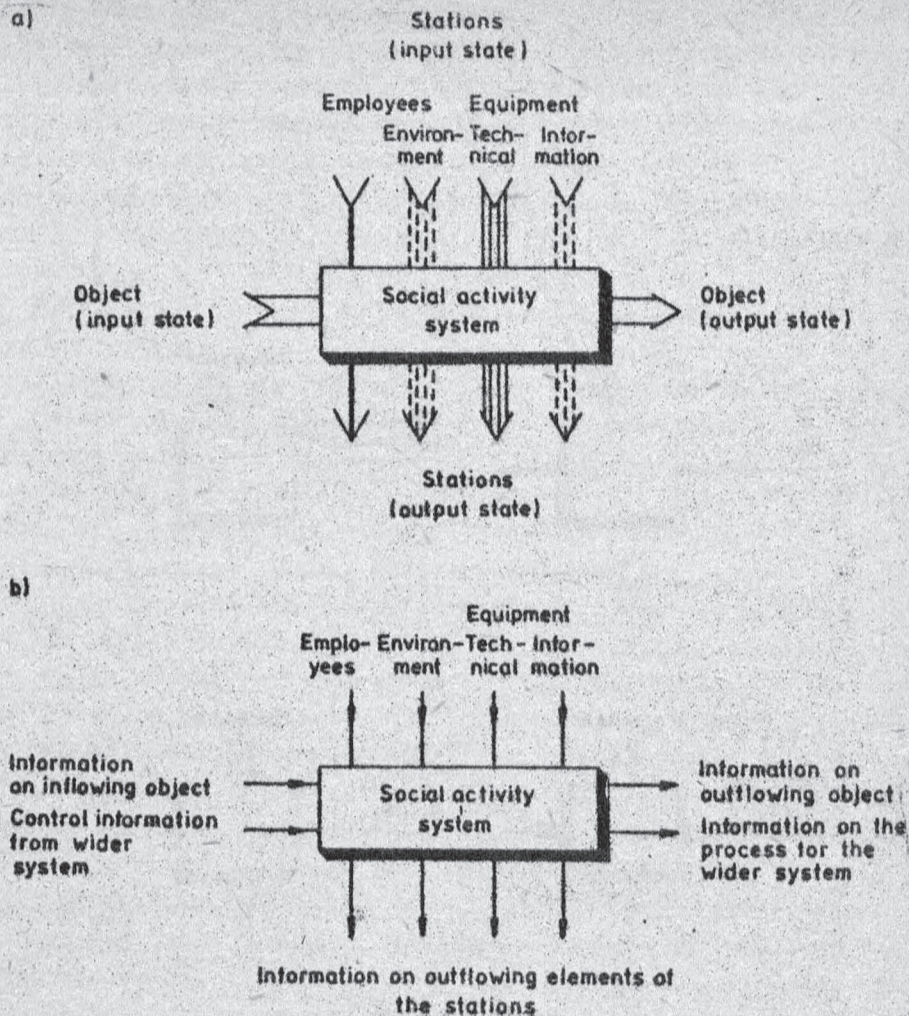 a)
Stations
(input state)
Employees Equipment
Environ- Tech- Infor-
ment nical mation
Object
(input state)
Social activity
system
Object
(output state)
Stations
(output state)
b)
Equipment
Emplo- Environ- Tech- Infor-
yees ment nical mation
Information
on inflowing object
Control information
from wider
system
Social activity
system
Information on
outflowing object
Information on the
process for the
wider system
Information on outflowing elements of
the stations